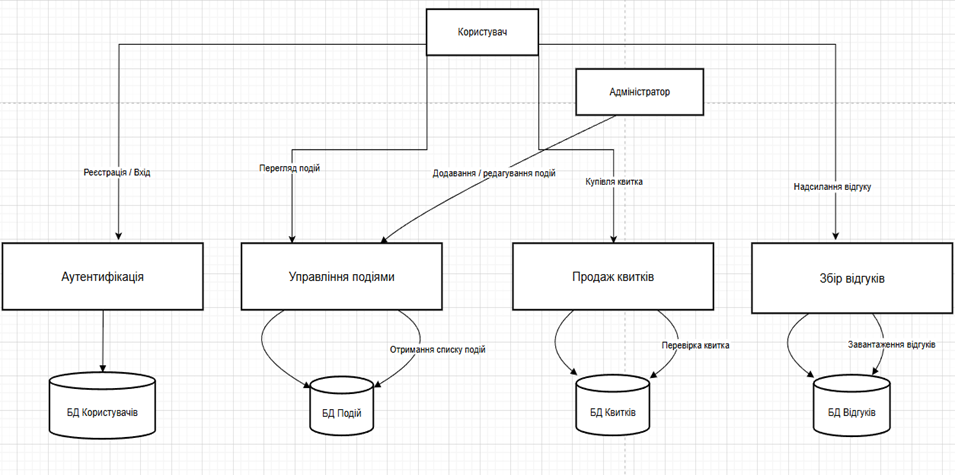 Користувач
Адміністратор
Реєстрація / Вхід
Перегляд подій
Додавання / редагування подій
Купівля квитка
Надсилання відгуку
Аутентифікація
Управління подіями
Продаж квитків
Збір відгуків
Отримання списку подій
Перевірка квитка
Завантаження відгуків
БД Користувачів
БД Подій
БД Квитків
БД Відгуків